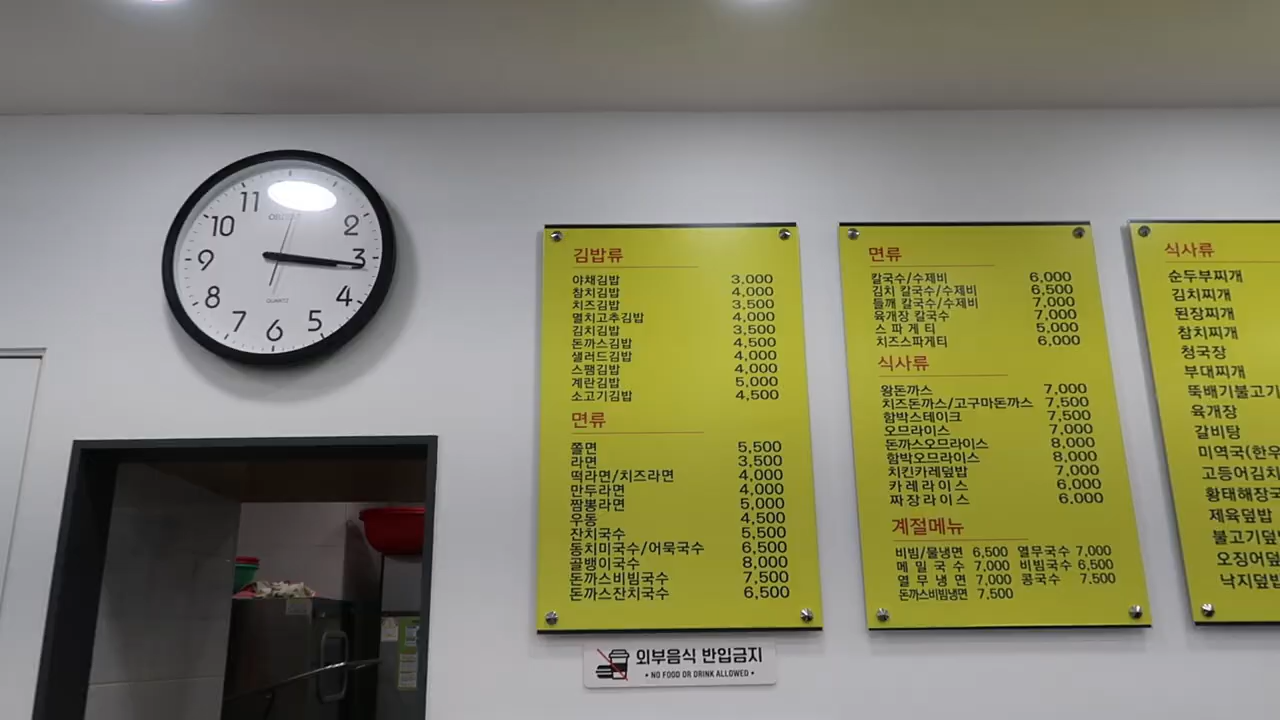 11
10
9
8
7
6
5
4
3
2
QUARTZ
김밥류
야채김밥 3,000
참치김밥 4,000
치즈김밥 3,500
멸치고추김밥 4,000
김치김밥 3,500
돈까스김밥 4,500
샐러드김밥 4,000
스팸김밥 4,000
계란김밥 5,000
소고기김밥 4,500
면류
쫄면 5,500
라면 3,500
떡라면/치즈라면 4,000
만두라면 4,000
짬뽕라면 5,000
우동 4,500
잔치국수 5,500
동치미국수/어묵국수 6,500
골뱅이국수 8,000
돈까스비빔국수 7,500
돈까스잔치국수 6,500
외부음식 반입금지
• NO FOOD OR DRINK ALLOWED •
면류
칼국수/수제비 6,000
김치 칼국수/수제비 6,500
들깨 칼국수/수제비 7,000
육개장 칼국수 7,000
스 파 게 티 5,000
치즈스파게티 6,000
식사류
왕돈까스 7,000
치즈돈까스/고구마돈까스 7,500
함박스테이크 7,500
오므라이스 7,000
돈까스오므라이스 8,000
함박오므라이스 8,000
치킨카레덮밥 7,000
카 레 라 이 스 6,000
짜 장 라 이 스 6,000
계절메뉴
비빔/물냉면 6,500 열무국수 7,000
메 밀 국 수 7,000 비빔국수 6,500
열 무 냉 면 7,000 콩국수 7,500
돈까스비빔냉면 7,500
식사류
순두부찌개
김치찌개
된장찌개
참치찌개
청국장
부대찌개
뚝배기불고기
육개장
갈비탕
미역국(한우
고등어김치
황태해장국
제육덮밥
불고기덮
오징어덮
낙지덮밥